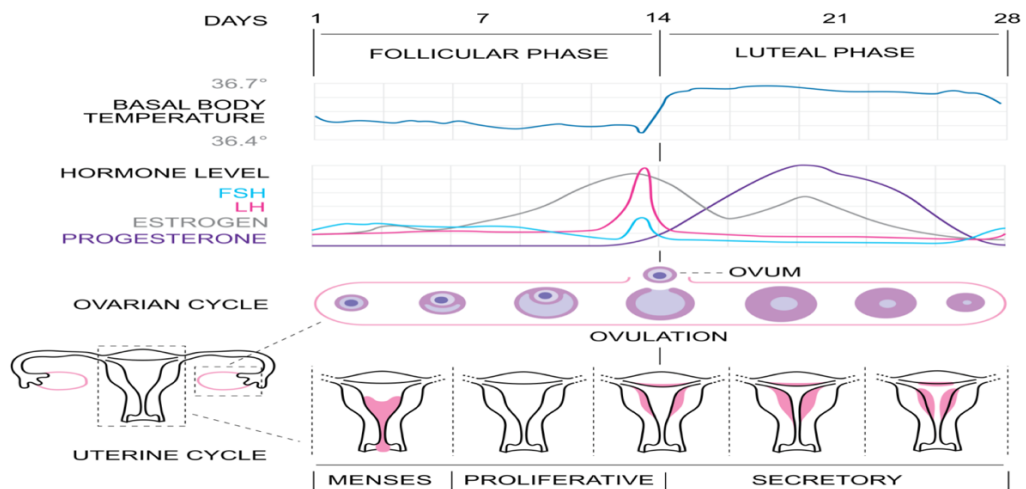 DAYS 1 7 14 21 28
FOLLICULAR PHASE LUTEAL PHASE
36.7°
BASAL BODY
TEMPERATURE
36.4°
HORMONE LEVEL
FSH
LH
ESTROGEN
PROGESTERONE
OVUM
OVARIAN CYCLE
OVULATION
UTERINE CYCLE
MENSES PROLIFERATIVE SECRETORY